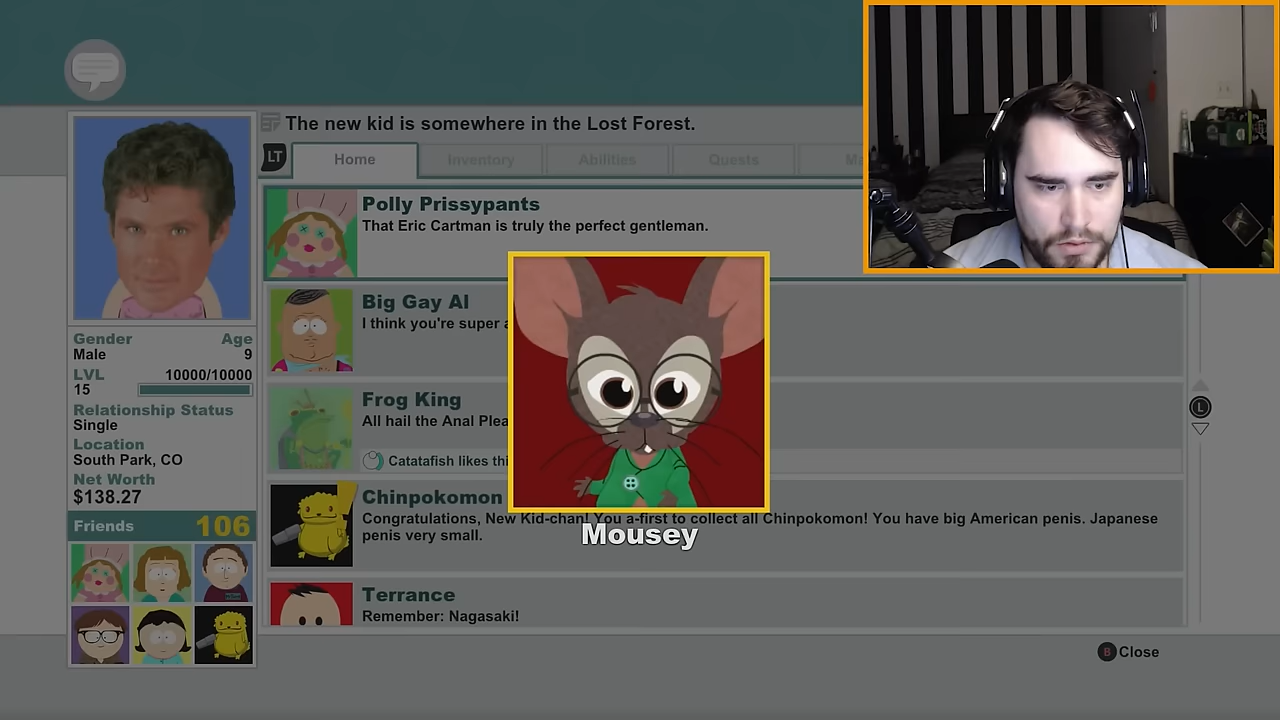 The new kid is somewhere in the Lost Forest.
LT
Home
Inventory
Abilities
Quests
Polly Prissypants
That Eric Cartman is truly the perfect gentleman.
Big Gay Al
I think you're super
Frog King
All hail the Anal
Catatafish likes
Chinpokomon
Congratulations, New Kid-chan! You a-first to collect all Chinpokomon! You have big American penis. Japanese
penis very small.
Terrance
Remember: Nagasaki!
Mousey
Gender
Age
Male
9
LVL
10000/10000
15
Relationship Status
Single
Location
South Park, CO
Net Worth
$138.27
Friends
106
L
B Close